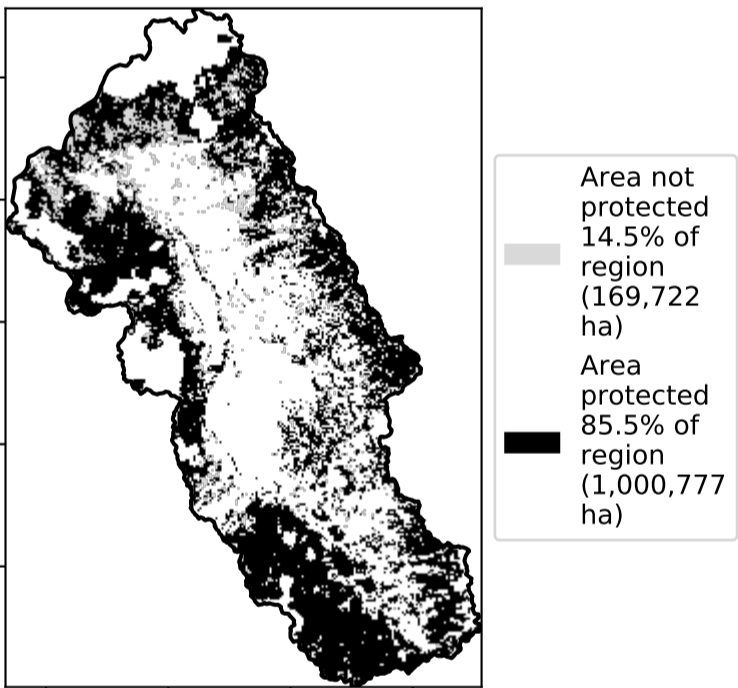 Area not
protected
14.5% of
region
(169,722
ha)
Area
protected
85.5% of
region
(1,000,777
ha)